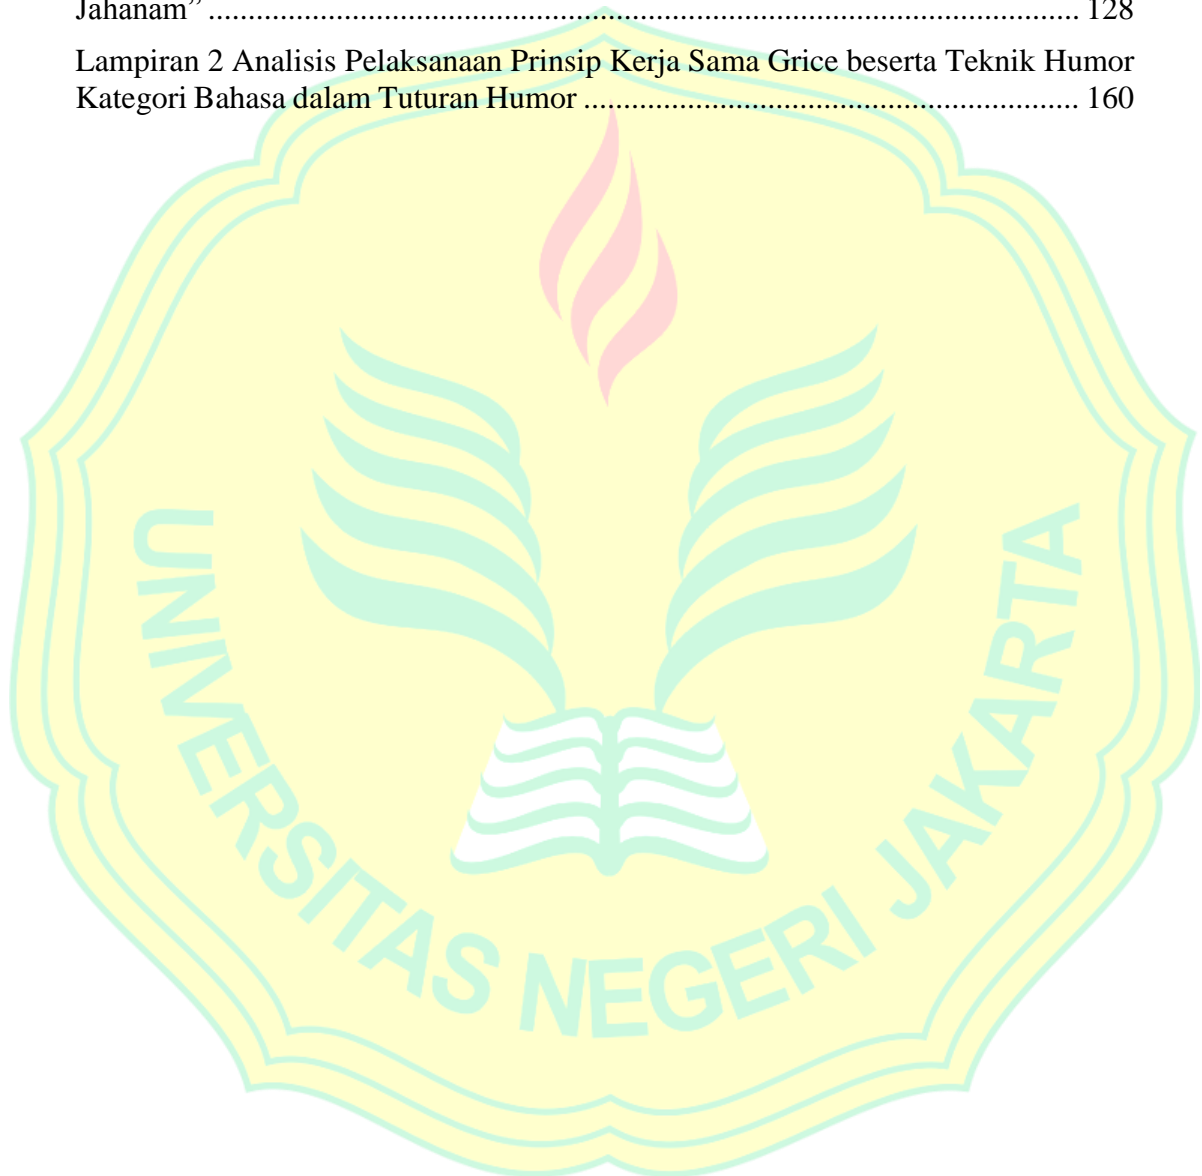 Jahanam” ............................................................................................................. 128
Lampiran 2 Analisis Pelaksanaan Prinsip Kerja Sama Grice beserta Teknik Humor
Kategori Bahasa dalam Tuturan Humor .............................................................. 160
UNIVERSITAS NEGERI JAKARTA